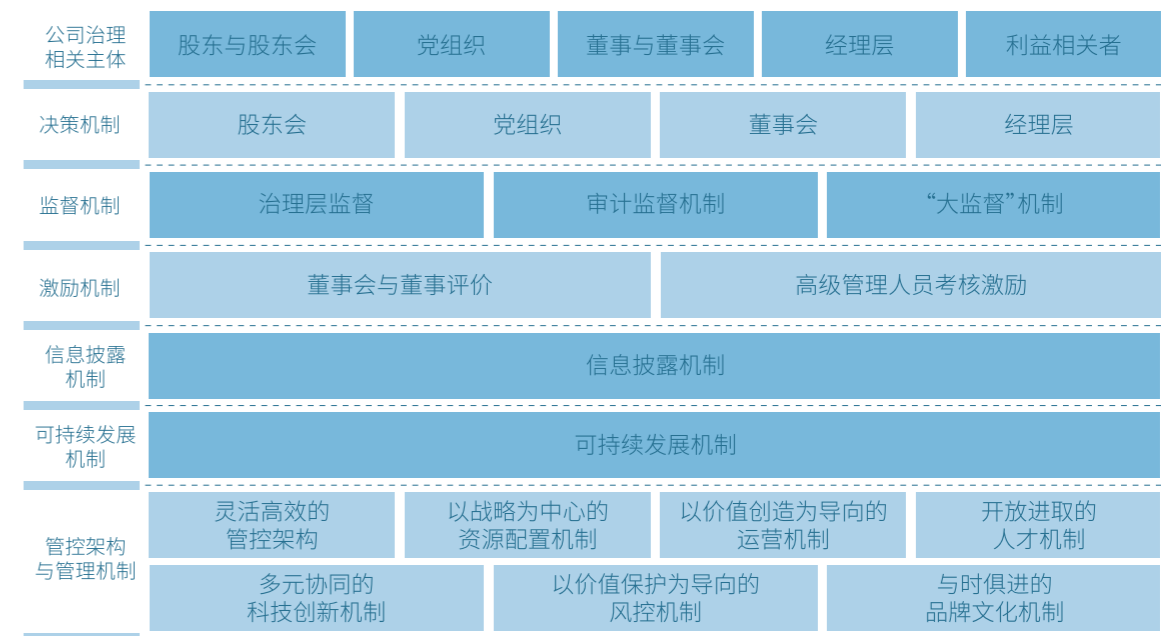 公司治理
相关主体
股东与股东会
党组织
董事与董事会
经理层
利益相关者
决策机制
股东会
党组织
董事会
经理层
监督机制
治理层监督
审计监督机制
“大监督”机制
激励机制
董事会与董事评价
高级管理人员考核激励
信息披露
机制
信息披露机制
可持续发展
机制
可持续发展机制
管控架构
与管理机制
灵活高效的
管控架构
以战略为中心的
资源配置机制
以价值创造为导向的
运营机制
开放进取的
人才机制
多元协同的
科技创新机制
以价值保护为导向的
风控机制
与时俱进的
品牌文化机制